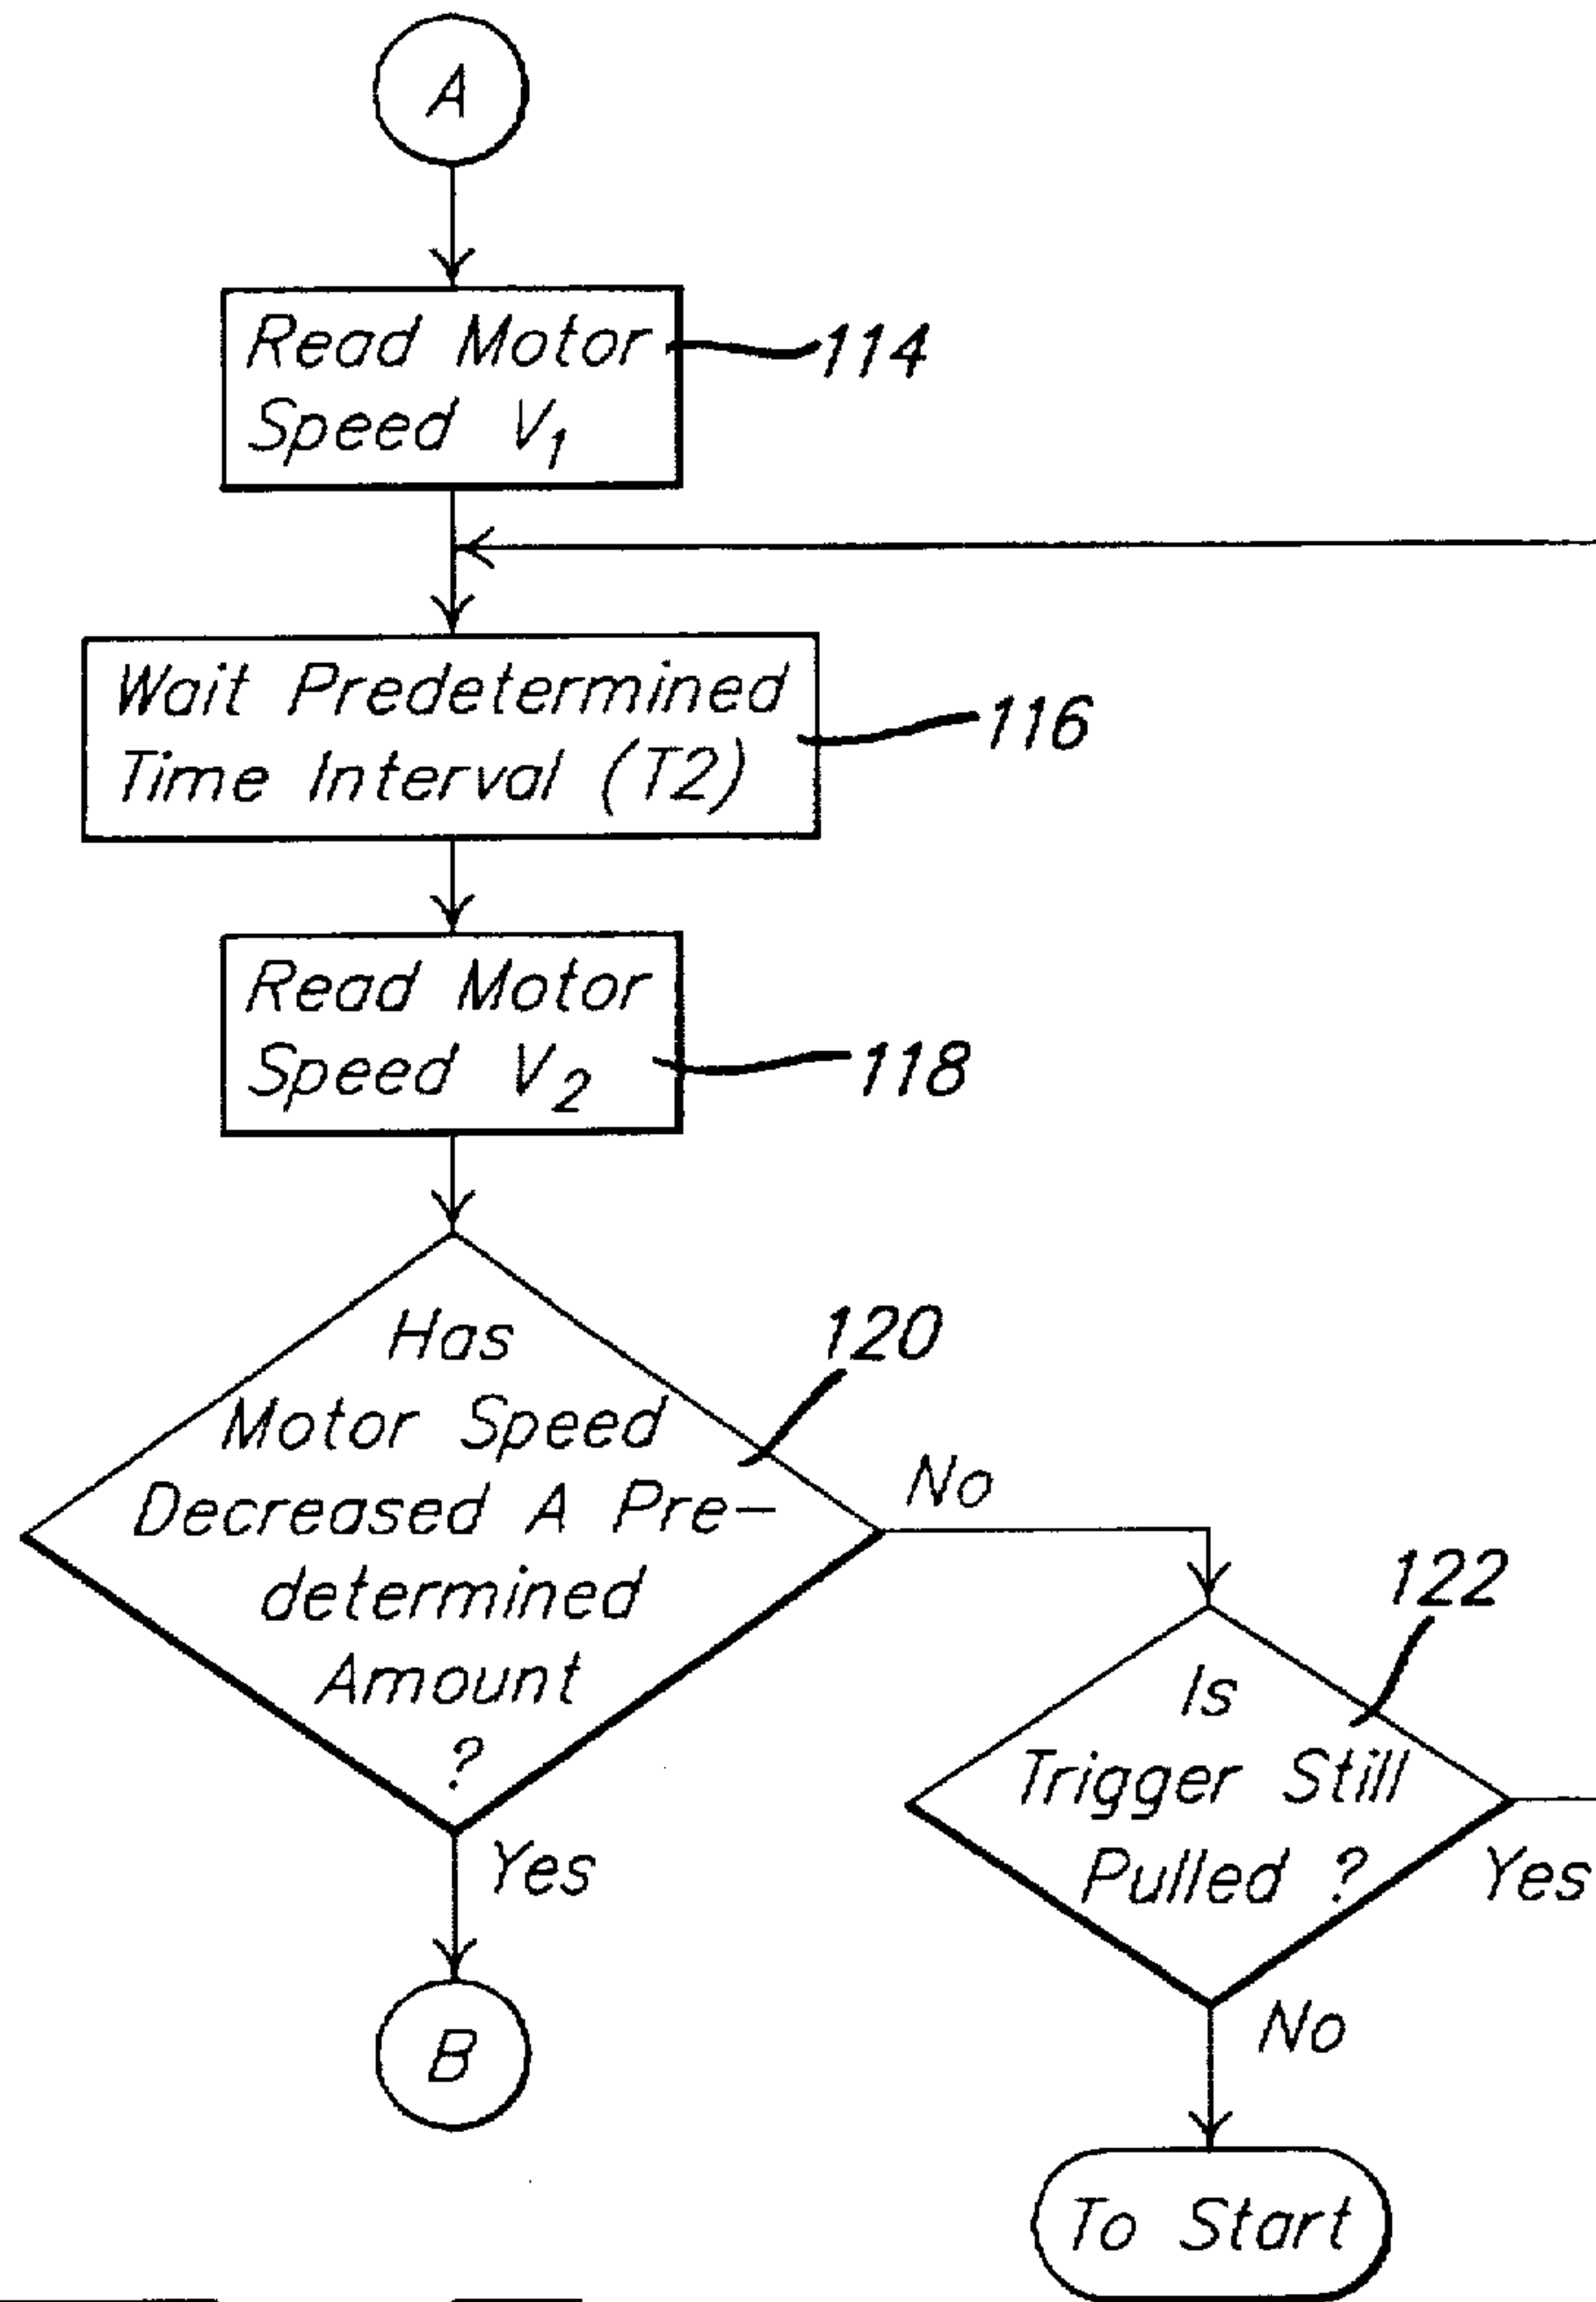 A
Read Motor
Speed V₁
114
Wait Predetermined
Time Interval (T2)
116
Read Motor
Speed V₂
118
Has
Motor Speed
Decreased A Pre-
determined
Amount
?
120
No
Yes
B
122
Is
Trigger Still
Pulled ?
Yes
No
To Start